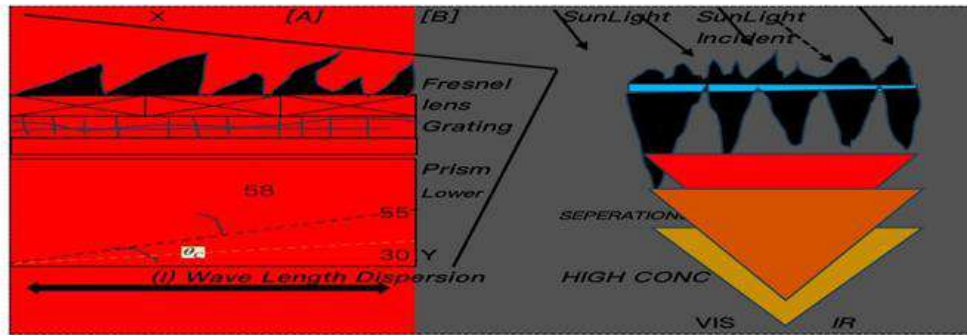 X [A] [B] SunLight SunLight
Incident
Fresnel
lens
Grating
Prism
58 Lower
55
θc
30 Y
SEPERATION
(I) Wave Length Dispersion HIGH CONC
VIS IR